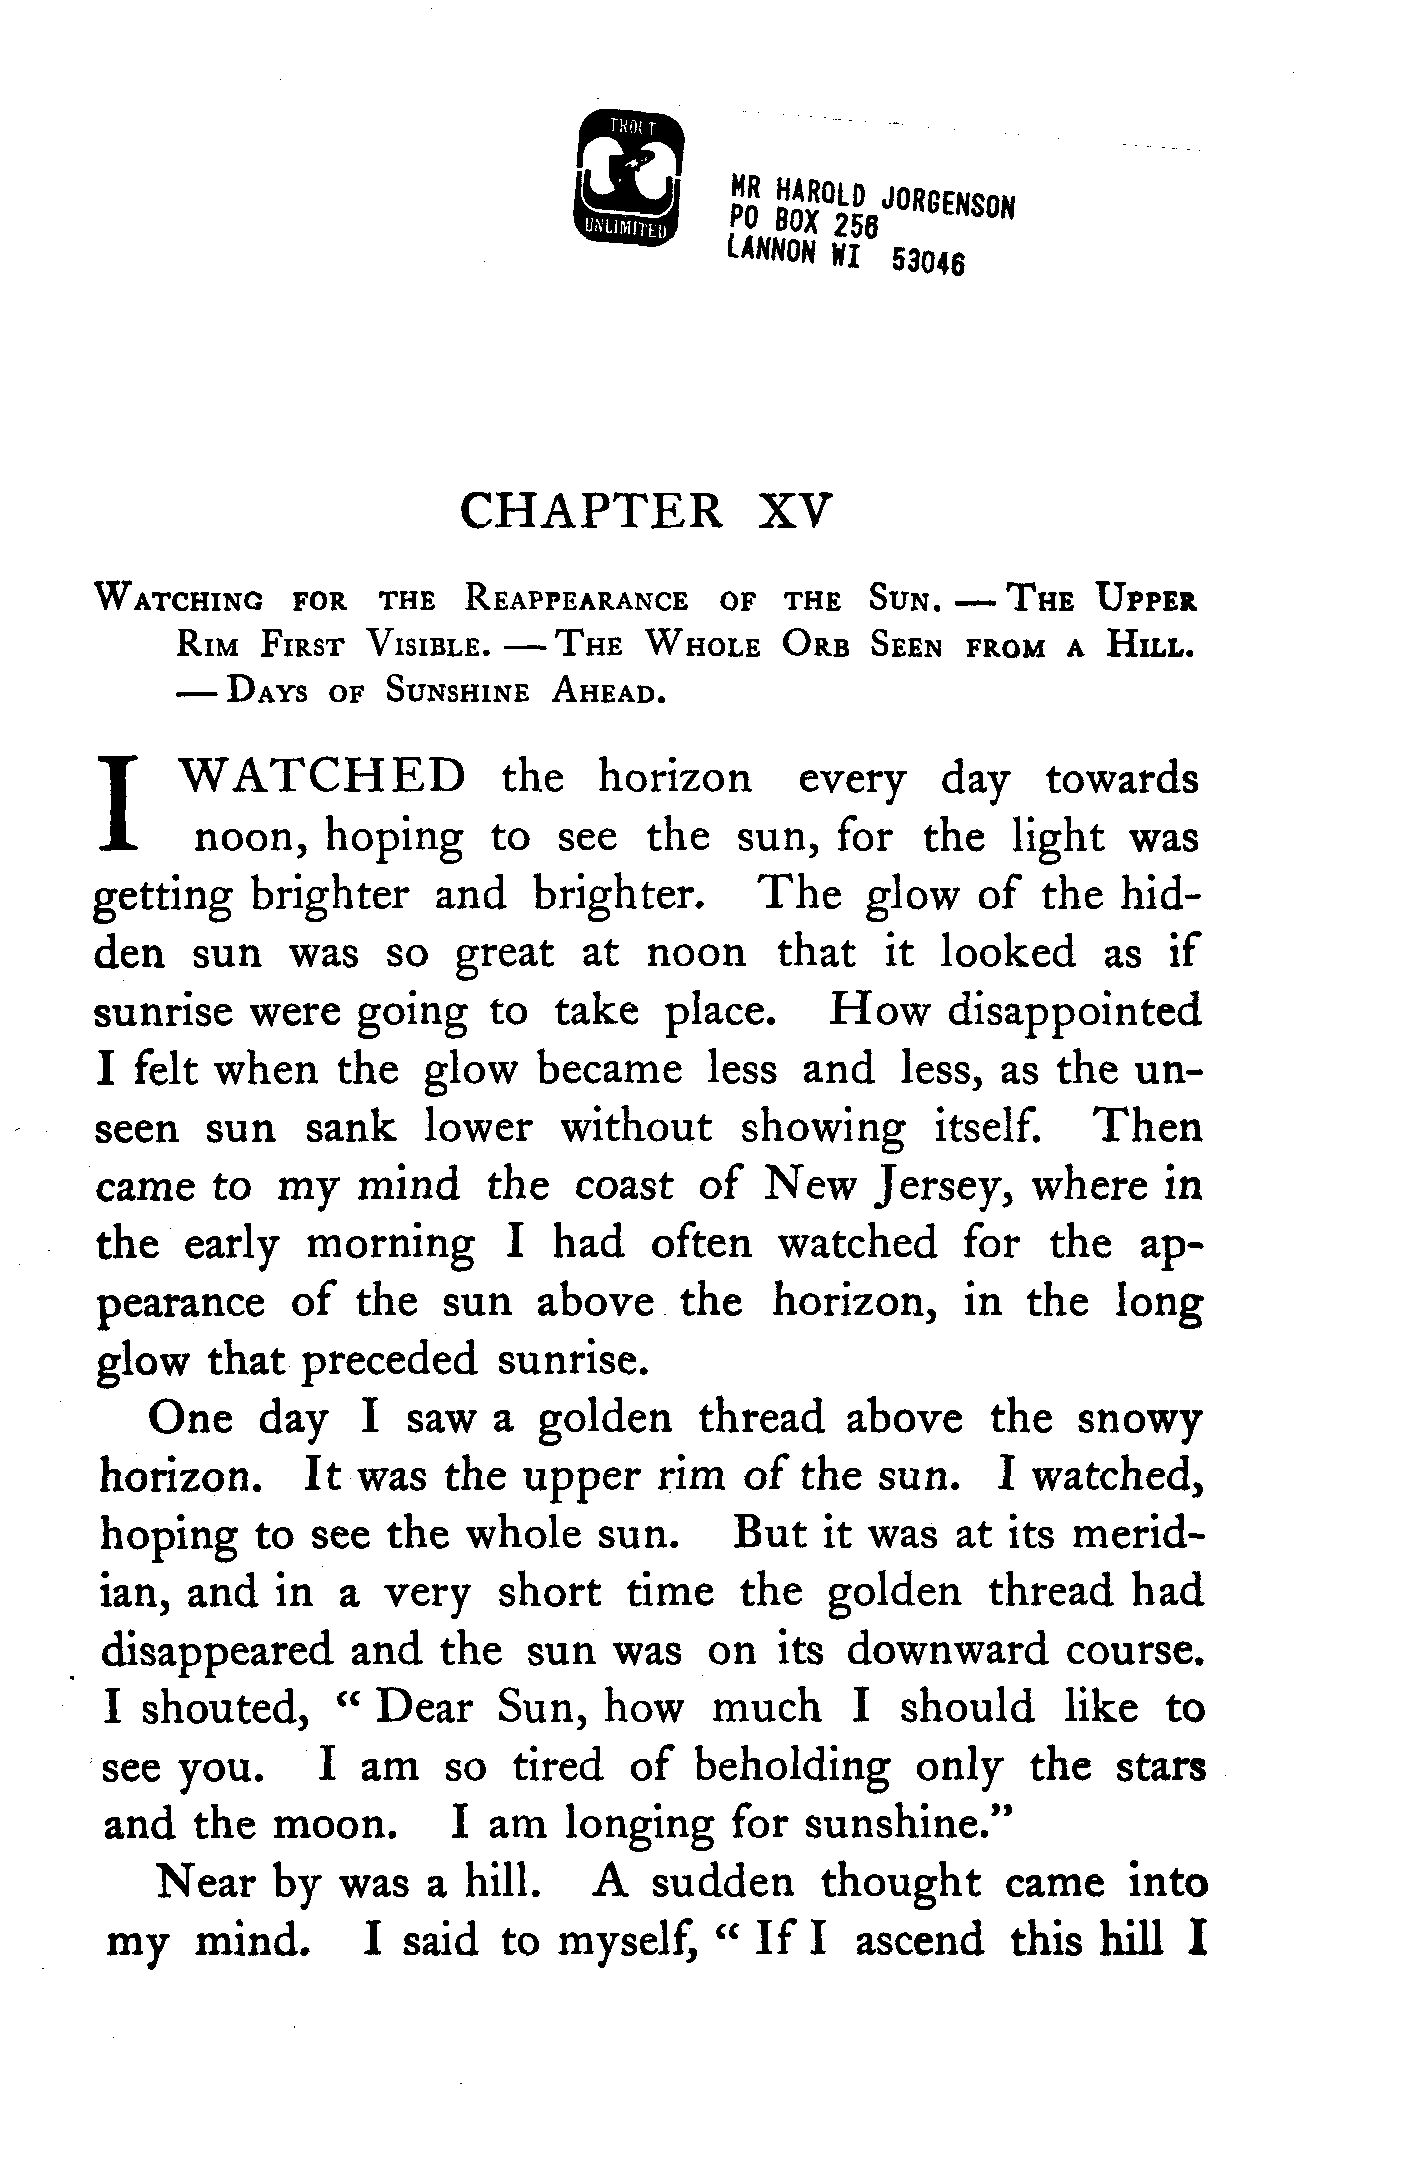 TROUT
UNLIMITED
MR HAROLD JORGENSON
PO BOX 256
LANNON WI 53046
CHAPTER XV
WATCHING FOR THE REAPPEARANCE OF THE SUN. — THE UPPER
RIM FIRST VISIBLE. — THE WHOLE ORB SEEN FROM A HILL.
— DAYS OF SUNSHINE AHEAD.
I WATCHED the horizon every day towards
noon, hoping to see the sun, for the light was
getting brighter and brighter. The glow of the hid-
den sun was so great at noon that it looked as if
sunrise were going to take place. How disappointed
I felt when the glow became less and less, as the un-
seen sun sank lower without showing itself. Then
came to my mind the coast of New Jersey, where in
the early morning I had often watched for the ap-
pearance of the sun above the horizon, in the long
glow that preceded sunrise.
One day I saw a golden thread above the snowy
horizon. It was the upper rim of the sun. I watched,
hoping to see the whole sun. But it was at its merid-
ian, and in a very short time the golden thread had
disappeared and the sun was on its downward course.
I shouted, “ Dear Sun, how much I should like to
see you. I am so tired of beholding only the stars
and the moon. I am longing for sunshine.”
Near by was a hill. A sudden thought came into
my mind. I said to myself, “ If I ascend this hill I